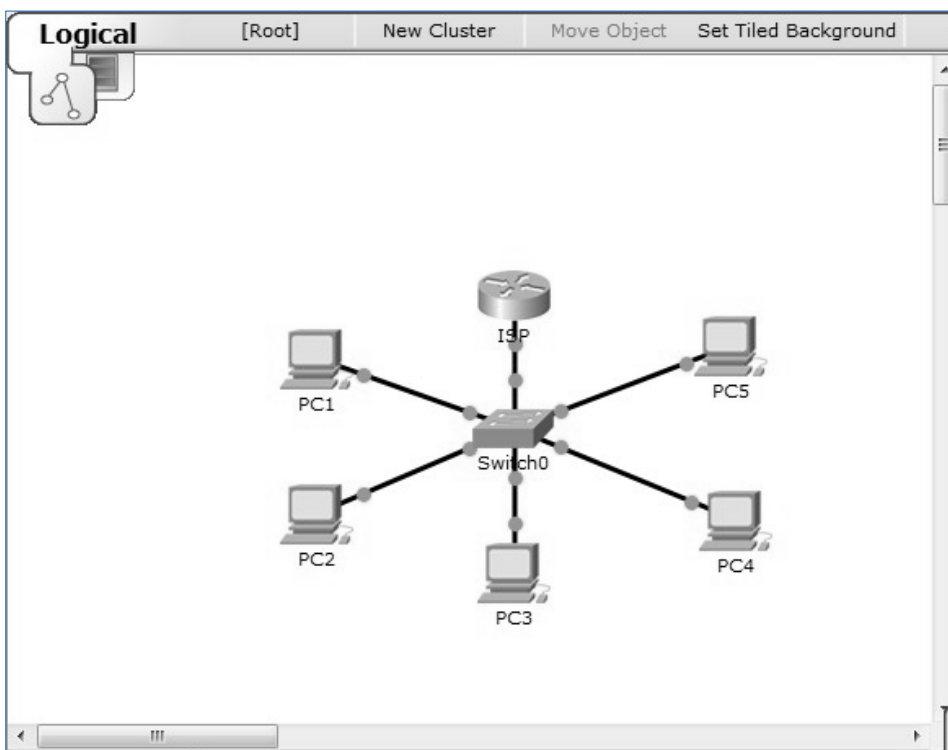 Logical [Root] New Cluster Move Object Set Tiled Background
ISP
PC1
PC5
Switch0
PC2
PC4
PC3